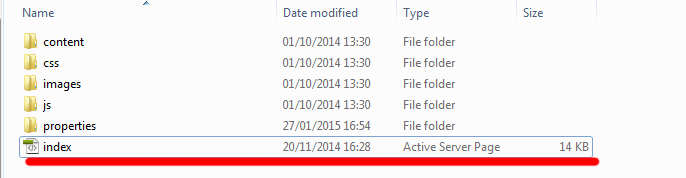 Name Date modified Type Size
content 01/10/2014 13:30 File folder
css 01/10/2014 13:30 File folder
images 01/10/2014 13:30 File folder
js 01/10/2014 13:30 File folder
properties 27/01/2015 16:54 File folder
index 20/11/2014 16:28 Active Server Page 14 KB